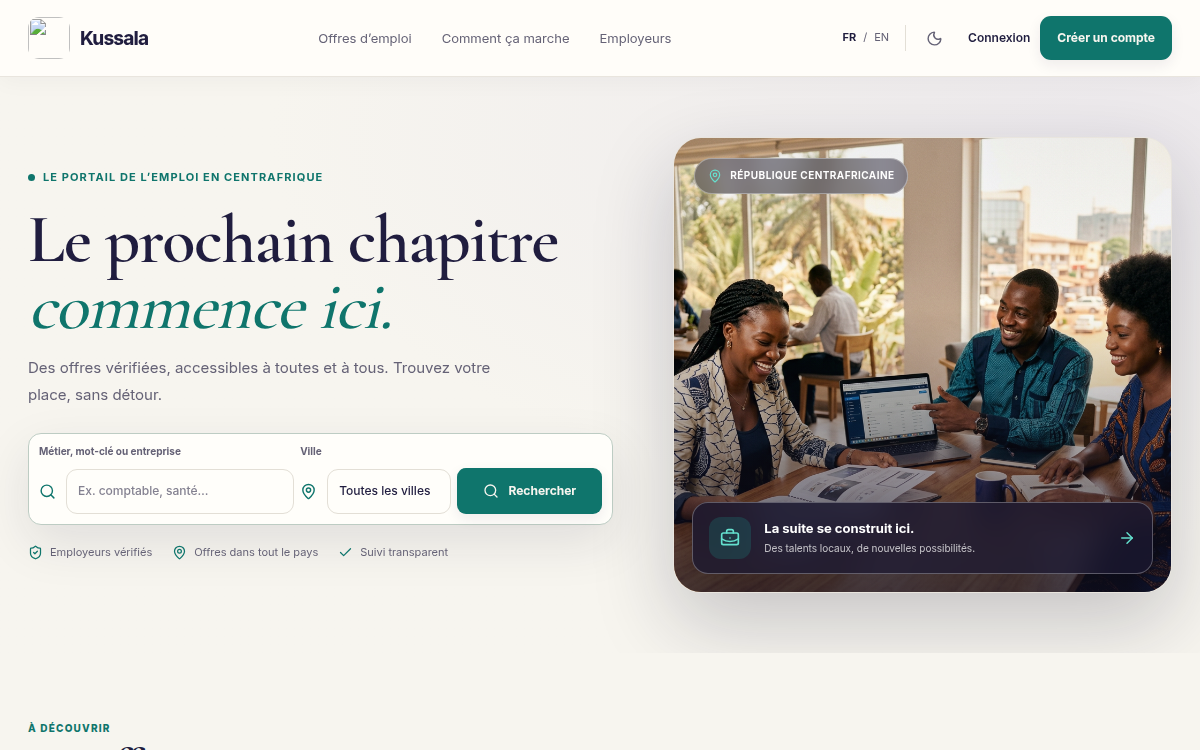 Kussala
Offres d’emploi
Comment ça marche
Employeurs
FR / EN
Connexion
Créer un compte
LE PORTAIL DE L’EMPLOI EN CENTRAFRIQUE
Le prochain chapitre
commence ici.
Des offres vérifiées, accessibles à toutes et à tous. Trouvez votre
place, sans détour.
Métier, mot-clé ou entreprise
Ville
Ex. comptable, santé…
Toutes les villes
Rechercher
Employeurs vérifiés
Offres dans tout le pays
Suivi transparent
RÉPUBLIQUE CENTRAFRICAINE
La suite se construit ici.
Des talents locaux, de nouvelles possibilités.
À DÉCOUVRIR